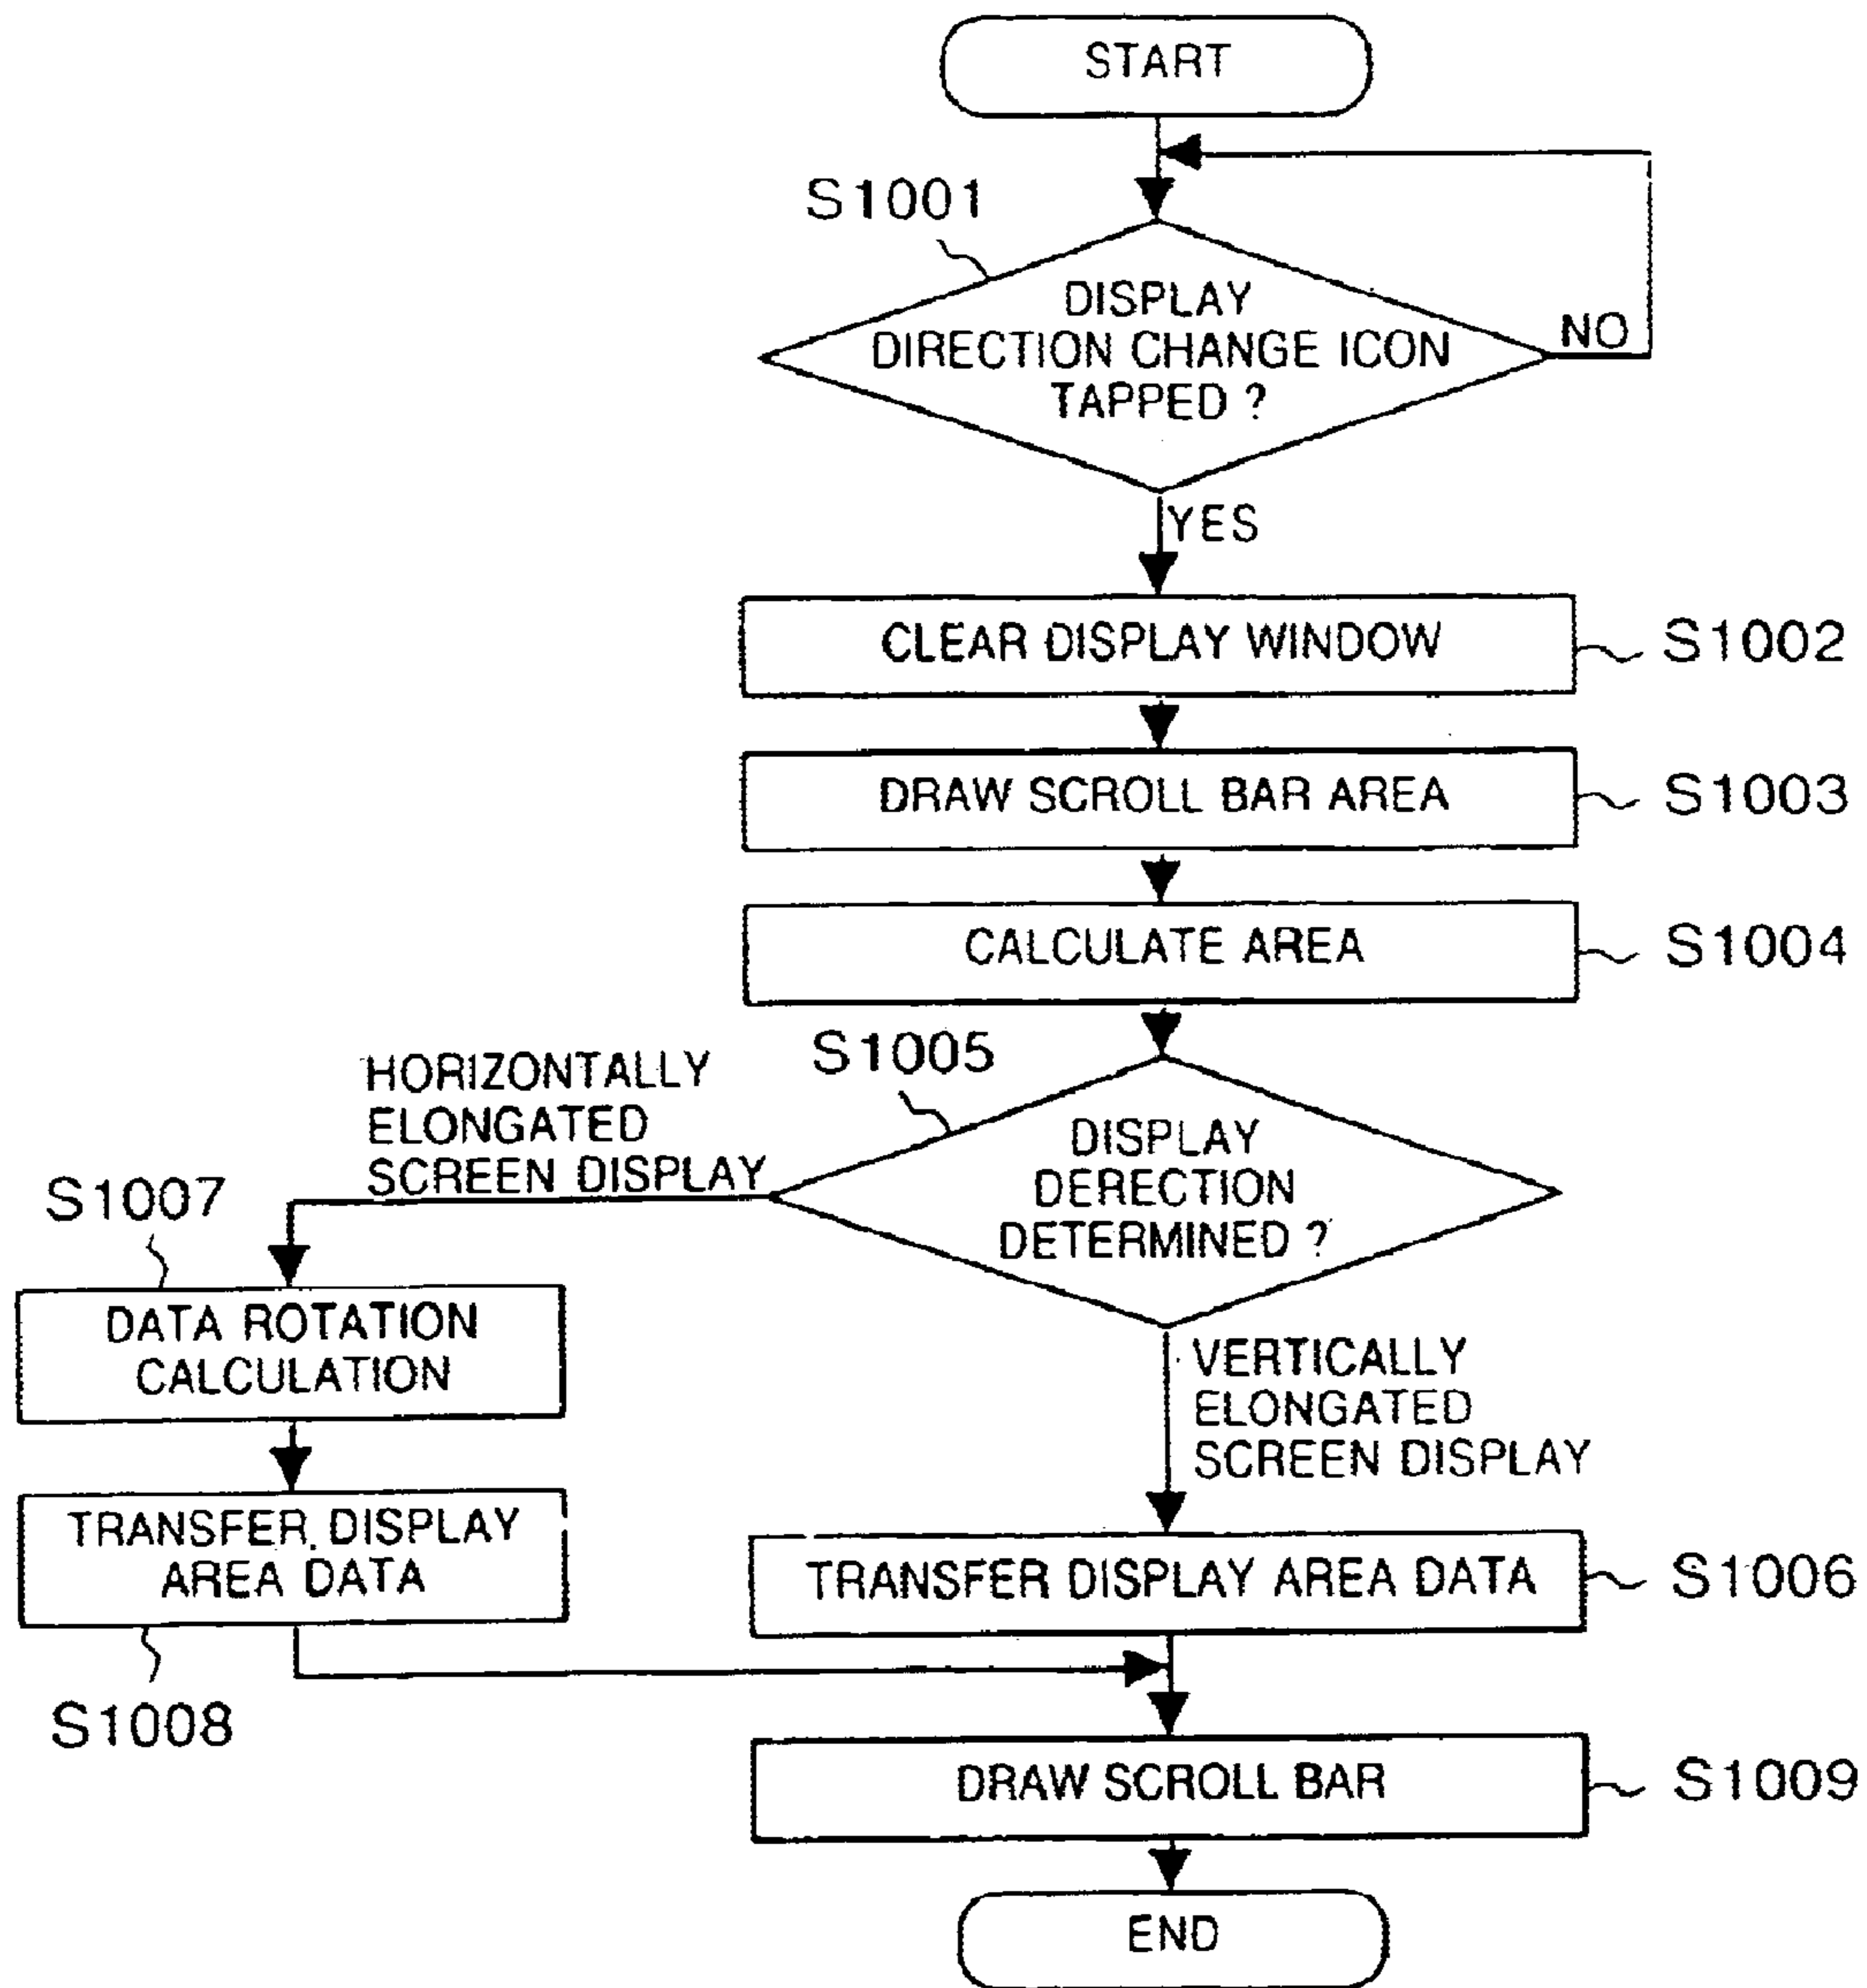 START
S1001
DISPLAY
DIRECTION CHANGE ICON
TAPPED ?
NO
YES
CLEAR DISPLAY WINDOW
S1002
DRAW SCROLL BAR AREA
S1003
CALCULATE AREA
S1004
S1005
HORIZONTALLY
ELONGATED
SCREEN DISPLAY
DISPLAY
DERECTION
DETERMINED ?
S1007
DATA ROTATION
CALCULATION
VERTICALLY
ELONGATED
SCREEN DISPLAY
TRANSFER DISPLAY
AREA DATA
S1008
TRANSFER DISPLAY AREA DATA
S1006
DRAW SCROLL BAR
S1009
END